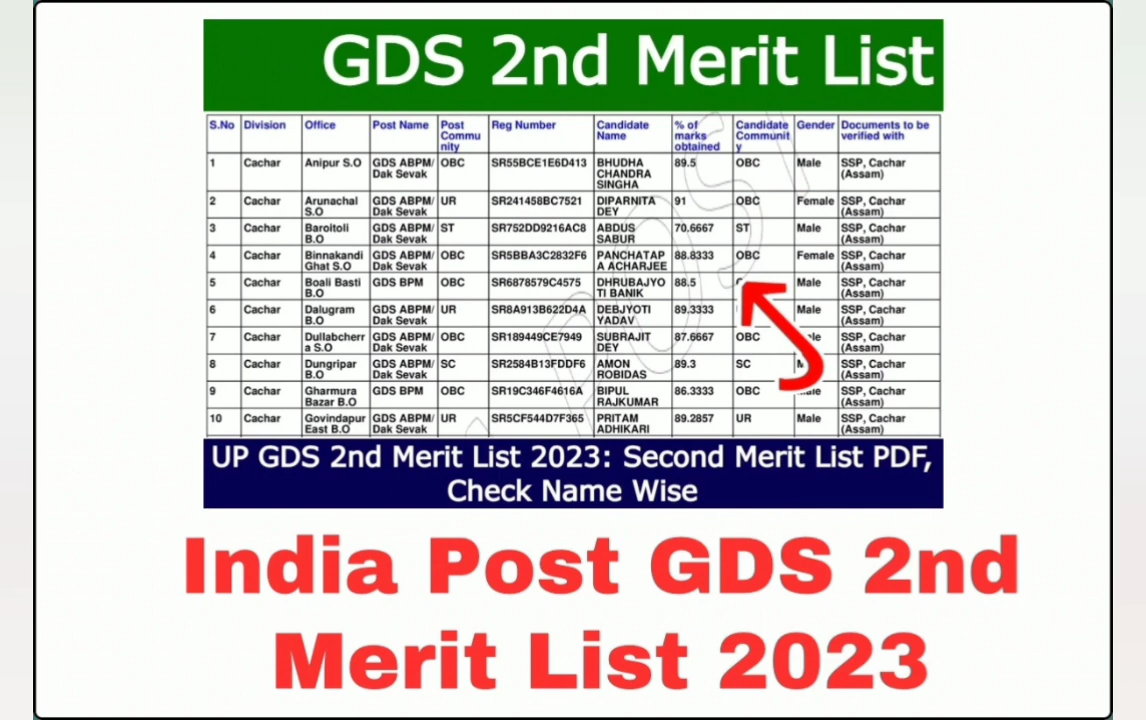 GDS 2nd Merit List
S.No Division Office Post Name Post Commu nity Reg Number Candidate Name % of marks obtained Candidate Communit y Gender Documents to be verified with
1 Cachar Anipur S.O GDS ABPM/ Dak Sevak OBC SR55BCE1E6D413 BHUDHA CHANDRA SINGHA 89.5 OBC Male SSP, Cachar (Assam)
2 Cachar Arunachal S.O GDS ABPM/ Dak Sevak UR SR241458BC7521 DIPARNITA DEY 91 OBC Female SSP, Cachar (Assam)
3 Cachar Baroitoli B.O GDS ABPM/ Dak Sevak ST SR752DD9216AC8 ABDUS SABUR 70.6667 ST Male SSP, Cachar (Assam)
4 Cachar Binnakandi Ghat S.O GDS ABPM/ Dak Sevak OBC SR5BBA3C2832F6 PANCHATAP A ACHARJEE 88.8333 OBC Female SSP, Cachar (Assam)
5 Cachar Boali Basti B.O GDS BPM OBC SR6878579C4575 DHRUBAJYO TI BANIK 88.5 Male SSP, Cachar (Assam)
6 Cachar Dalugram B.O GDS ABPM/ Dak Sevak UR SR8A913B622D4A DEBJYOTI YADAV 89.3333 Male SSP, Cachar (Assam)
7 Cachar Dullabcherr a S.O GDS ABPM/ Dak Sevak OBC SR189449CE7949 SUBRAJIT DEY 87.6667 OBC SSP, Cachar (Assam)
8 Cachar Dungripar B.O GDS ABPM/ Dak Sevak SC SR2584B13FDDF6 AMON ROBIDAS 89.3 SC SSP, Cachar (Assam)
9 Cachar Gharmura Bazar B.O GDS BPM OBC SR19C346F4616A BIPUL RAJKUMAR 86.3333 OBC SSP, Cachar (Assam)
10 Cachar Govindapur East B.O GDS ABPM/ Dak Sevak UR SR5CF544D7F365 PRITAM ADHIKARI 89.2857 UR Male SSP, Cachar (Assam)
UP GDS 2nd Merit List 2023: Second Merit List PDF,
Check Name Wise
India Post GDS 2nd
Merit List 2023